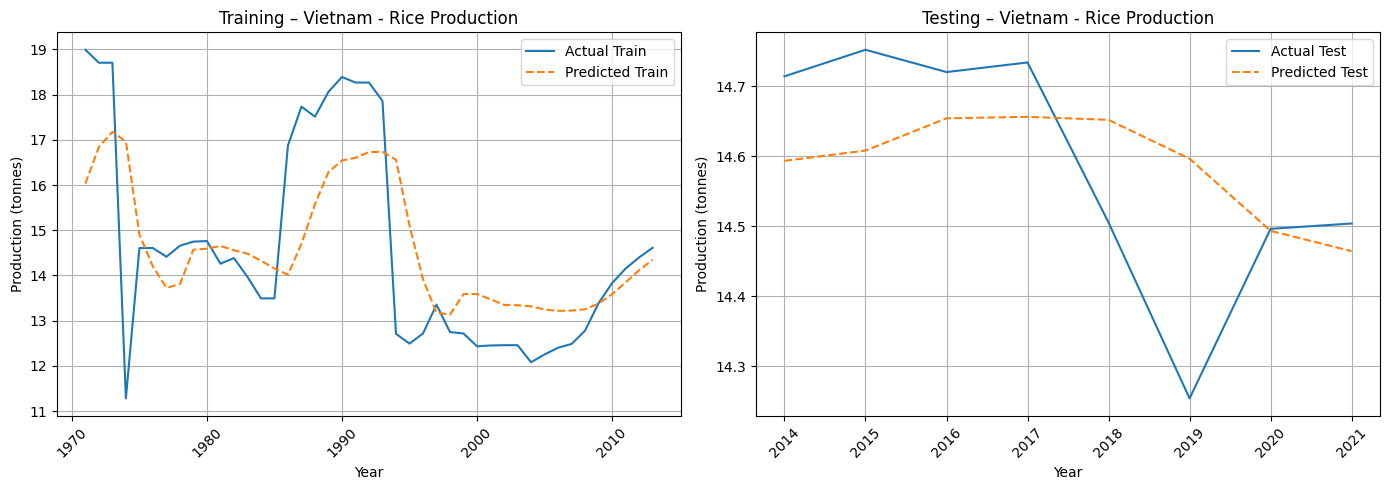 Training – Vietnam - Rice Production
Production (tonnes)
19
18
17
16
15
14
13
12
11
1970
1980
1990
2000
2010
Year
Actual Train
Predicted Train
Testing – Vietnam - Rice Production
Production (tonnes)
14.7
14.6
14.5
14.4
14.3
2014
2015
2016
2017
2018
2019
2020
2021
Year
Actual Test
Predicted Test